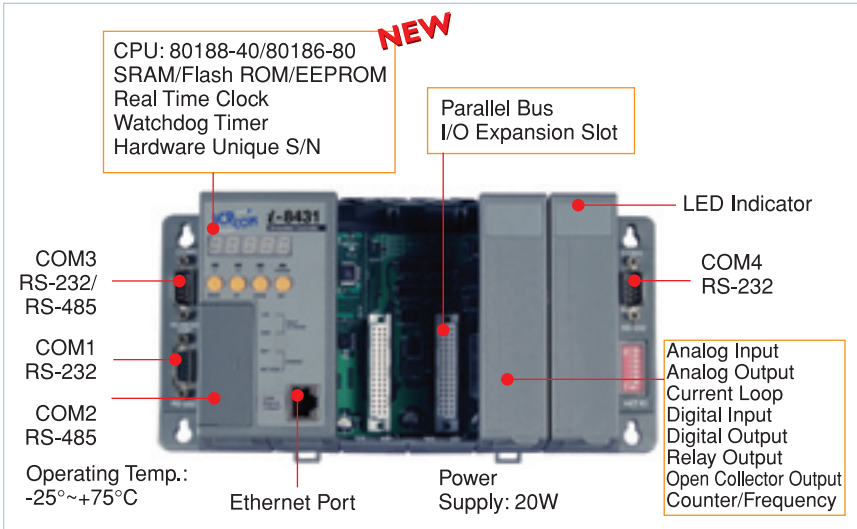 NEW
CPU: 80188-40/80186-80
SRAM/Flash ROM/EEPROM
Real Time Clock
Watchdog Timer
Hardware Unique S/N
Parallel Bus
I/O Expansion Slot
i-8431
LED Indicator
COM3
RS-232/
RS-485
COM4
RS-232
COM1
RS-232
COM2
RS-485
Analog Input
Analog Output
Current Loop
Digital Input
Digital Output
Relay Output
Open Collector Output
Counter/Frequency
Operating Temp.:
-25°~+75°C
Ethernet Port
Power
Supply: 20W